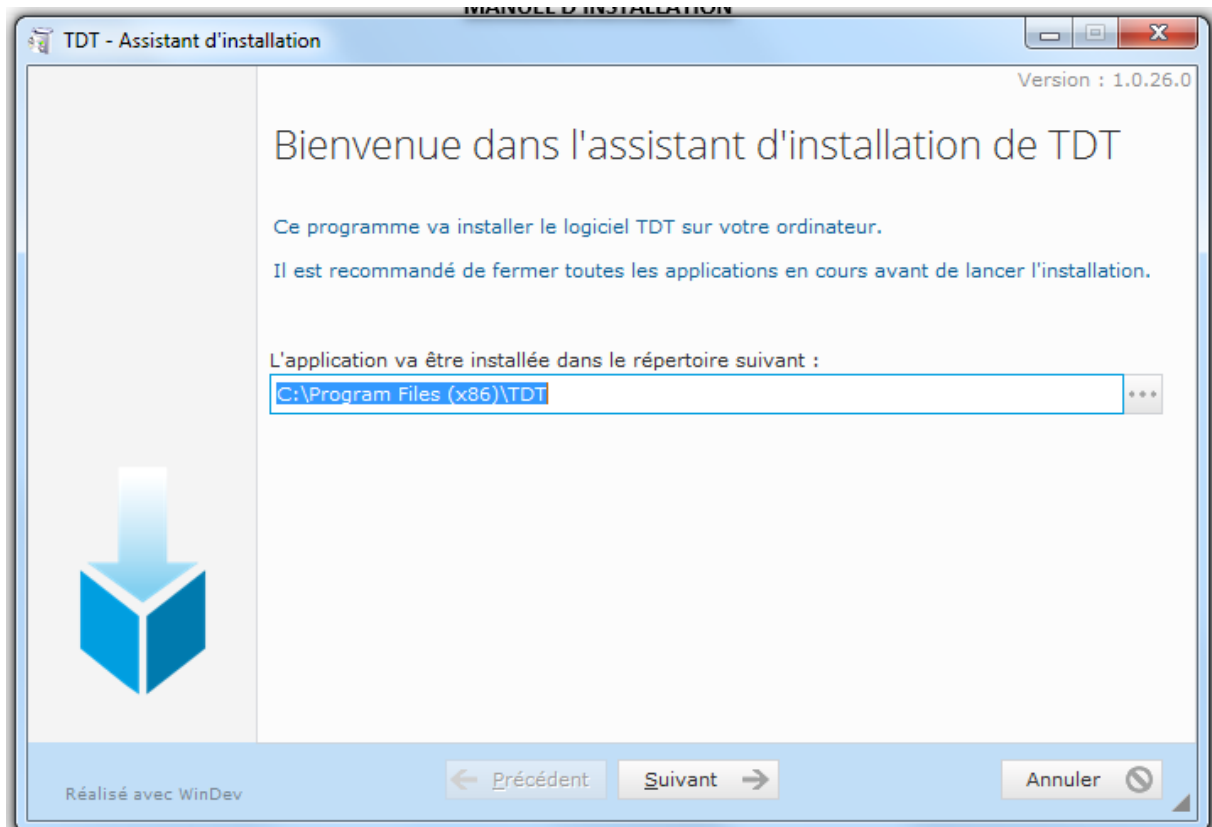 MANUEL D'INSTALLATION
TDT - Assistant d'installation
Version : 1.0.26.0
Bienvenue dans l'assistant d'installation de TDT
Ce programme va installer le logiciel TDT sur votre ordinateur.
Il est recommandé de fermer toutes les applications en cours avant de lancer l'installation.
L'application va être installée dans le répertoire suivant :
C:\Program Files (x86)\TDT
Réalisé avec WinDev
Précédent
Suivant
Annuler